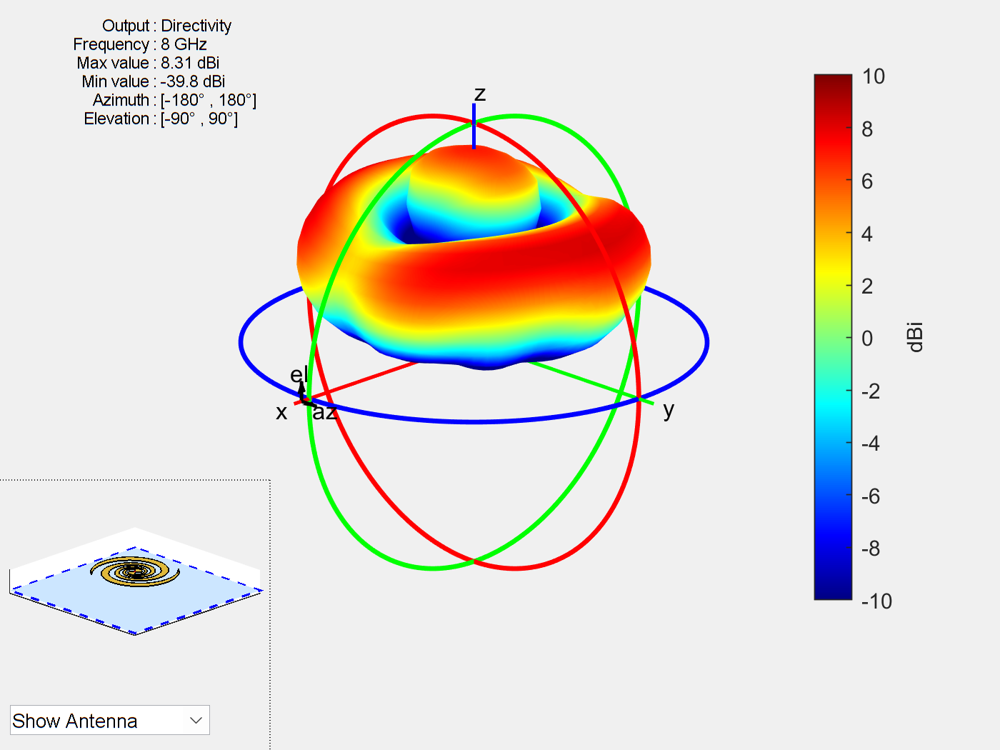 Output : Directivity
Frequency : 8 GHz
Max value : 8.31 dBi
Min value : -39.8 dBi
Azimuth : [-180° , 180°]
Elevation : [-90° , 90°]
z
10
8
6
4
2
0
-2
-4
-6
-8
-10
dBi
el
x
az
y
Show Antenna